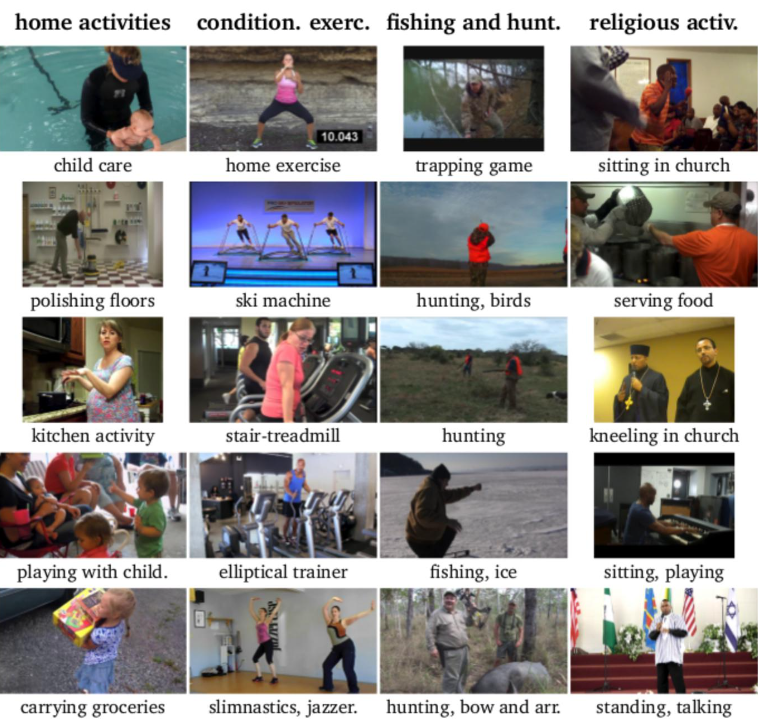 home activities
condition. exerc.
fishing and hunt.
religious activ.
10.043
child care
home exercise
trapping game
sitting in church
polishing floors
ski machine
hunting, birds
serving food
kitchen activity
stair-treadmill
hunting
kneeling in church
playing with child.
elliptical trainer
fishing, ice
sitting, playing
carrying groceries
slimnastics, jazzer.
hunting, bow and arr.
standing, talking